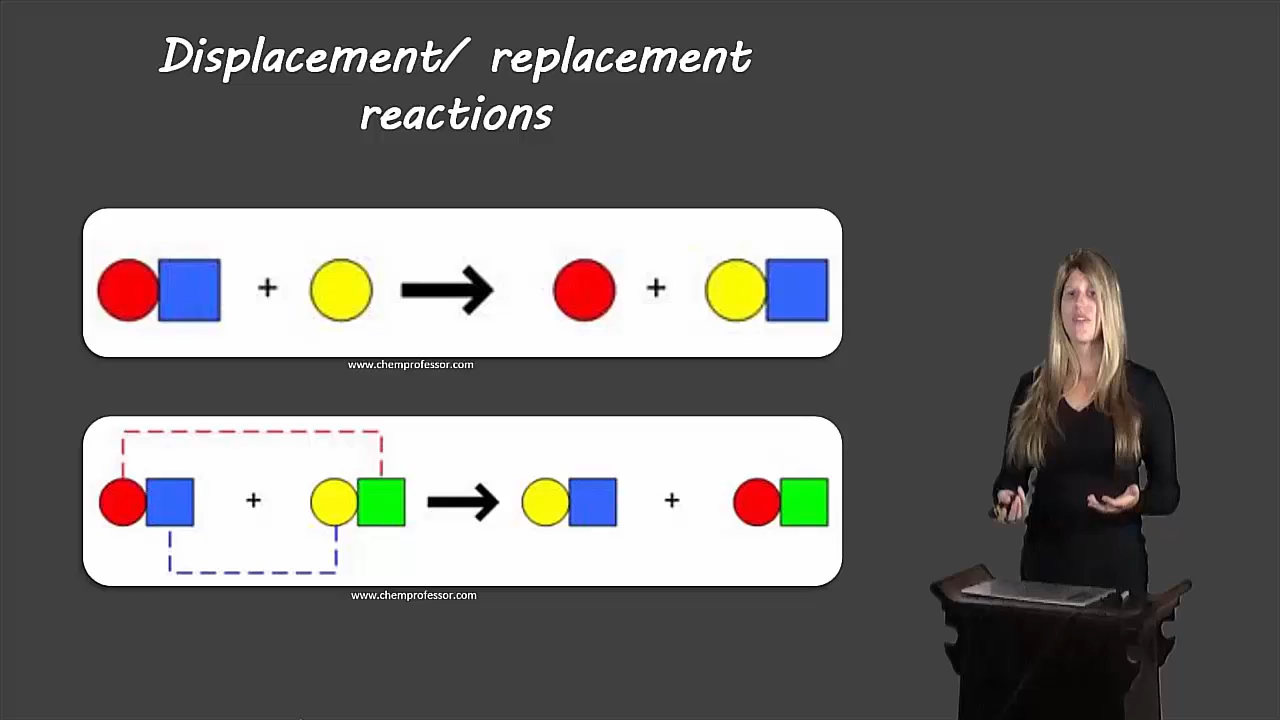 Displacement/ replacement
reactions
+
+
www.chemprofessor.com
+
+
www.chemprofessor.com